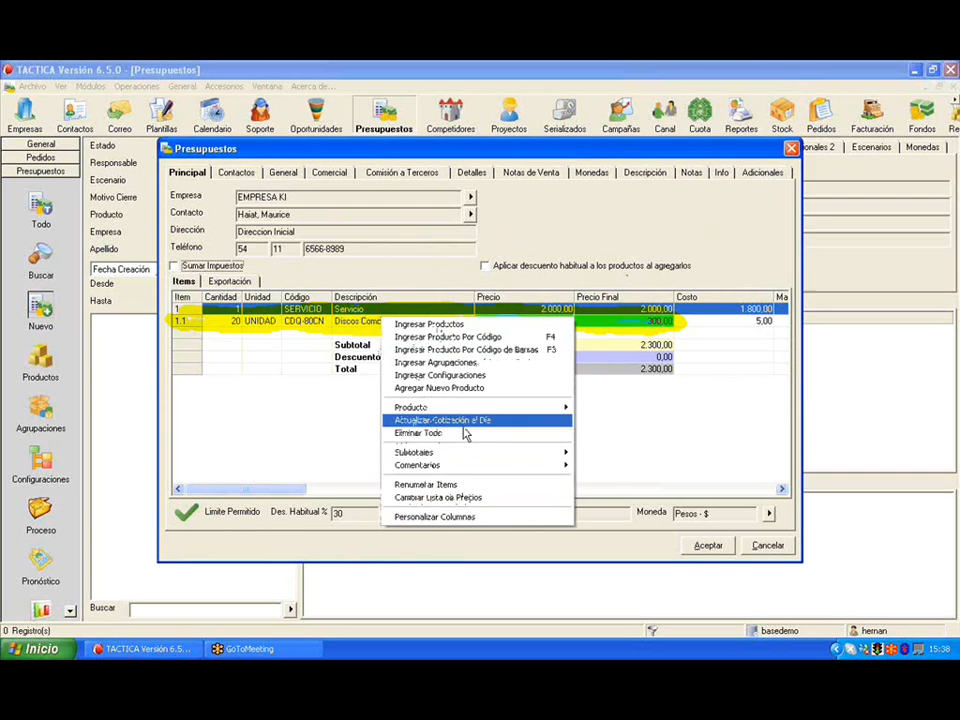 TACTICA Versión 6.5.0 - [Presupuestos]
Archivo Ver Módulos Operaciones General Accesorios Ventana Acerca de...
Empresas Contactos Correo Plantillas Calendario Soporte Oportunidades Presupuestos Competidores Proyectos Serializados Campañas Canal Cuota Reportes Stock Pedidos Facturación Fondos
General
Pedidos
Presupuestos
Todo
Buscar
Nuevo
Productos
Agrupaciones
Configuraciones
Proceso
Pronóstico
Estado
Responsable
Escenario
Motivo Cierre
Producto
Empresa
Apellido
Fecha Creación
Desde
Hasta
Buscar
Escenarios Monedas
Presupuestos
Principal Contactos General Comercial Comisión a Terceros Detalles Notas de Venta Monedas Descripción Notas Info Adicionales
Empresa EMPRESA KI
Contacto Haiat, Maurice
Dirección Direccion Inicial
Teléfono 54 11 6566-8989
Sumar Impuestos Aplicar descuento habitual a los productos al agregarlos
Items Exportación
Item Cantidad Unidad Código Descripción Precio Precio Final Costo Ma
1 1 SERVICIO Servicio 2.000,00 2.000,00 1.800,00
1.1 20 UNIDAD CDQ-80CN Discos 300,00 5,00
Subtotal 2.300,00
Descuento 0,00
Total 2.300,00
Ingresar Productos
Ingresar Producto Por Código F4
Ingresar Producto Por Código de Barras F3
Ingresar Agrupaciones
Ingresar Configuraciones
Agregar Nuevo Producto
Producto
Actualizar Cotización al Día
Eliminar Todo
Subtotales
Comentarios
Renumerar Items
Cambiar Lista de Precios
Personalizar Columnas
Limite Permitido Des. Habitual % 30 Moneda Pesos - $
Aceptar Cancelar
0 Registro(s) basedemo hernan
Inicio TACTICA Versión 6.5.... GoToMeeting 15:38